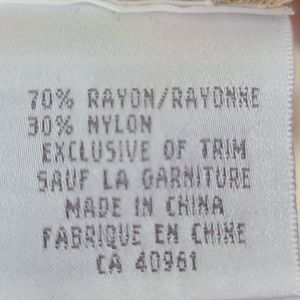 70% RAYON/RAYONNE
30% NYLON
EXCLUSIVE OF TRIM
SAUF LA GARNITURE
MADE IN CHINA
FABRIQUE EN CHINE
CA 40961